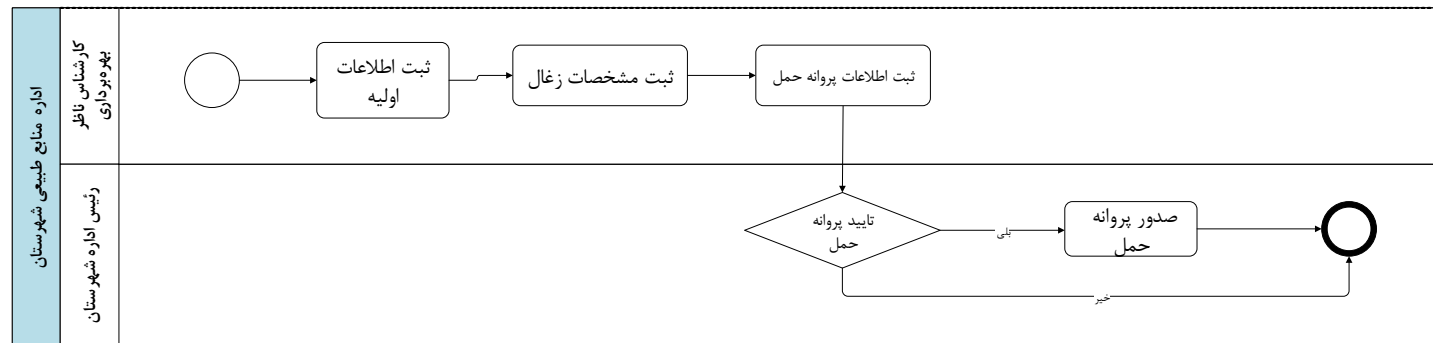 اداره منابع طبیعی شهرستان
کارشناس ناظر
بهره‌برداری
ثبت اطلاعات
اولیه
ثبت مشخصات زغال
ثبت اطلاعات پروانه حمل
رئیس اداره شهرستان
تایید پروانه
حمل
بلی
صدور پروانه
حمل
خیر